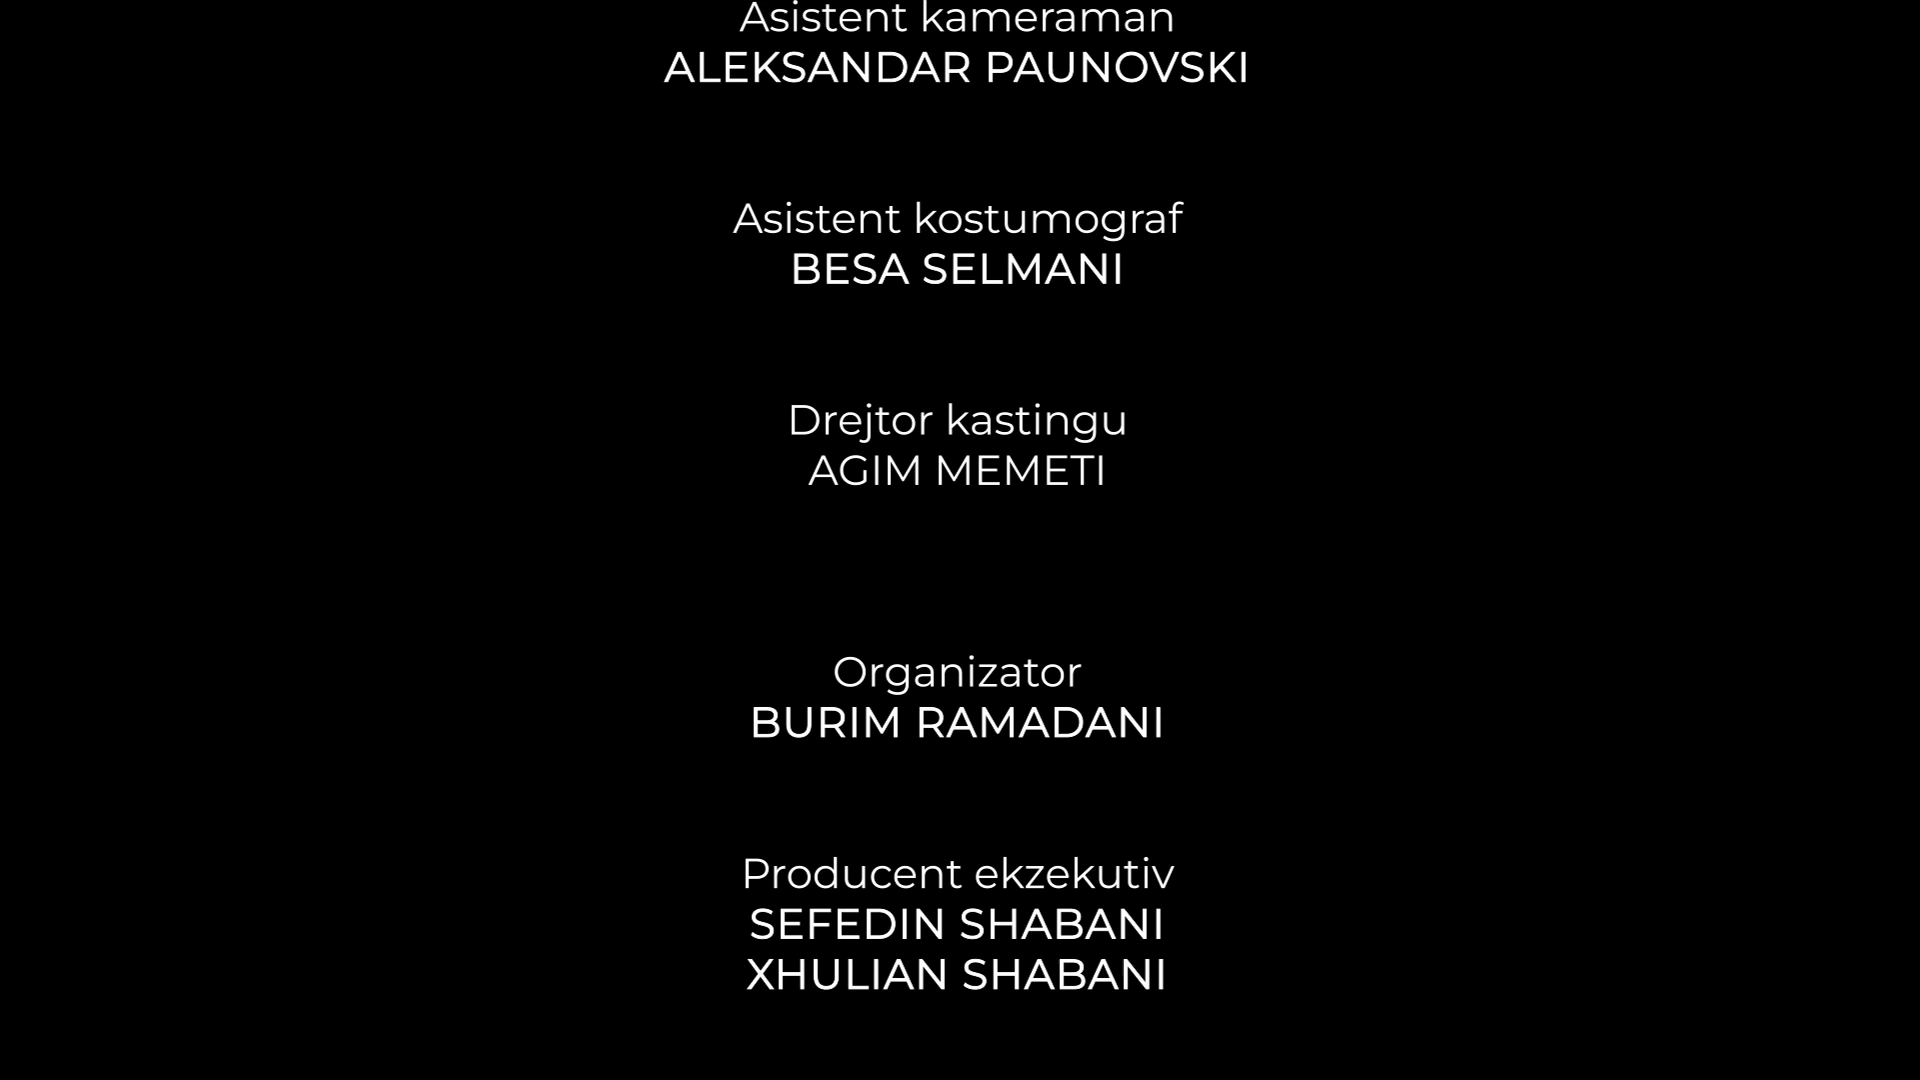 Asistent kameraman
ALEKSANDAR PAUNOVSKI
Asistent kostumograf
BESA SELMANI
Drejtor kastingu
AGIM MEMETI
Organizator
BURIM RAMADANI
Producent ekzekutiv
SEFEDIN SHABANI
XHULIAN SHABANI